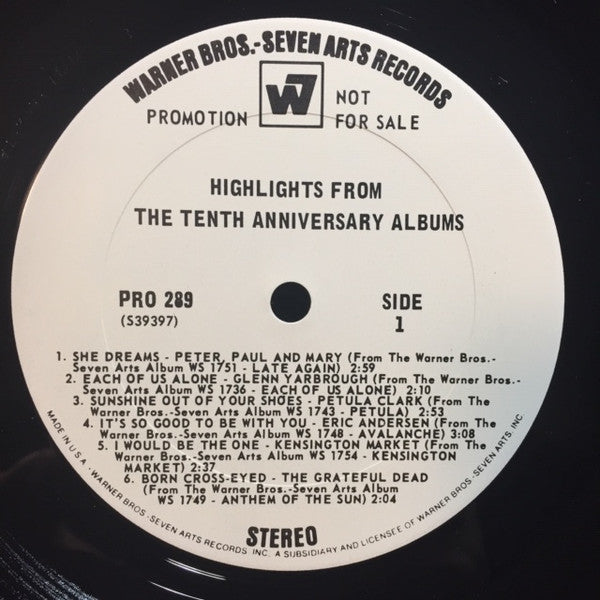 WARNER BROS.-SEVEN ARTS RECORDS
W7
PROMOTION NOT
FOR SALE
HIGHLIGHTS FROM
THE TENTH ANNIVERSARY ALBUMS
PRO 289
(S39397)
SIDE
1
1. SHE DREAMS - PETER, PAUL AND MARY (From The Warner Bros.-
Seven Arts Album WS 1751 - LATE AGAIN) 2:59
2. EACH OF US ALONE - GLENN YARBROUGH (From The Warner Bros.-
Seven Arts Album WS 1736 - EACH OF US ALONE) 2:10
3. SUNSHINE OUT OF YOUR SHOES - PETULA CLARK (From The
Warner Bros.-Seven Arts Album WS 1743 - PETULA) 2:53
4. IT'S SO GOOD TO BE WITH YOU - ERIC ANDERSEN (From The
Warner Bros.-Seven Arts Album WS 1748 - AVALANCHE) 3:08
5. I WOULD BE THE ONE - KENSINGTON MARKET (From The
Warner Bros.-Seven Arts Album WS 1754 - KENSINGTON
MARKET) 2:37
6. BORN CROSS-EYED - THE GRATEFUL DEAD
(From The Warner Bros.-Seven Arts Album
WS 1749 - ANTHEM OF THE SUN) 2:04
STEREO
MADE IN U.S.A. · WARNER BROS.-SEVEN ARTS RECORDS INC. A SUBSIDIARY AND LICENSEE OF WARNER BROS.-SEVEN ARTS, INC.